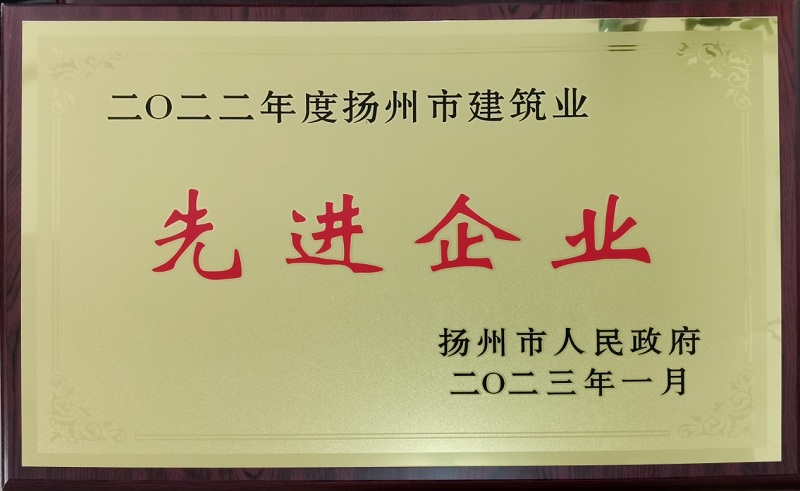 二〇二二年度扬州市建筑业
先进企业
扬州市人民政府
二〇二三年一月